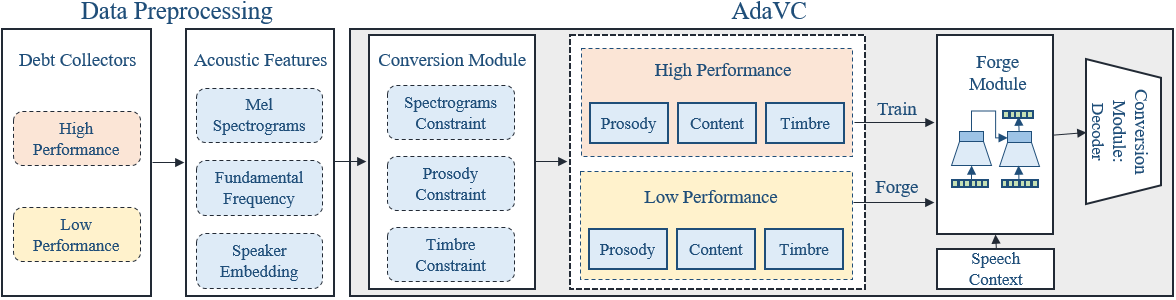 Data Preprocessing
AdaVC
Debt Collectors
High
Performance
Low
Performance
Acoustic Features
Mel
Spectrograms
Fundamental
Frequency
Speaker
Embedding
Conversion Module
Spectrograms
Constraint
Prosody
Constraint
Timbre
Constraint
High Performance
Prosody
Content
Timbre
Low Performance
Prosody
Content
Timbre
Train
Forge
Forge
Module
Speech
Context
Conversion
Module:
Decoder